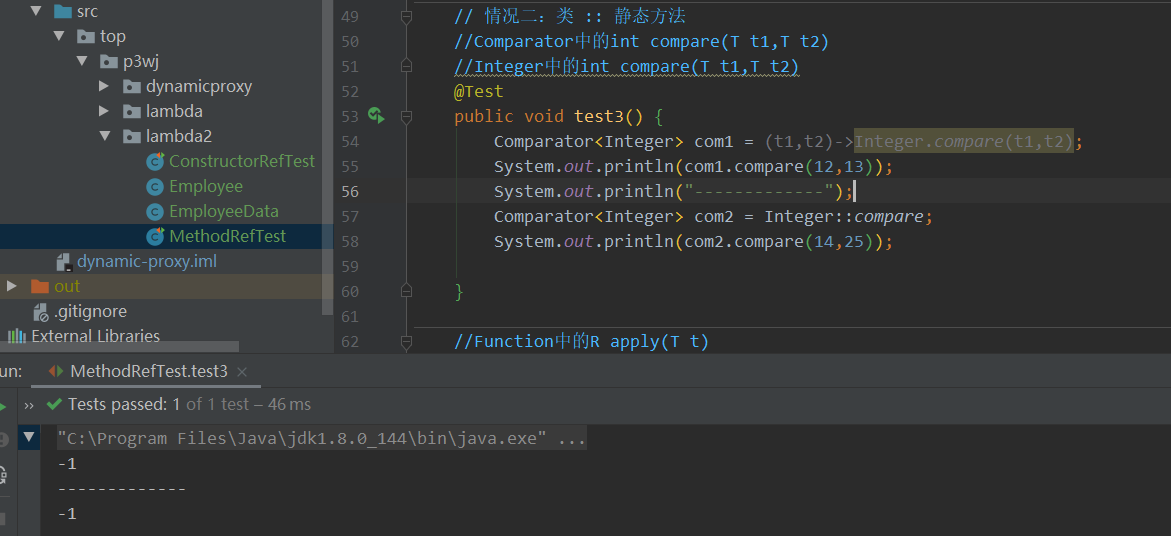 src
top
p3wj
dynamicproxy
lambda
lambda2
ConstructorRefTest
Employee
EmployeeData
MethodRefTest
dynamic-proxy.iml
out
.gitignore
External Libraries
49 // 情况二：类 :: 静态方法
50 //Comparator中的int compare(T t1,T t2)
51 //Integer中的int compare(T t1,T t2)
52 @Test
53 public void test3() {
54 Comparator<Integer> com1 = (t1,t2)->Integer.compare(t1,t2);
55 System.out.println(com1.compare(12,13));
56 System.out.println("-------------");
57 Comparator<Integer> com2 = Integer::compare;
58 System.out.println(com2.compare(14,25));
59
60 }
61
62 //Function中的R apply(T t)
un: MethodRefTest.test3 ×
›› Tests passed: 1 of 1 test – 46 ms
"C:\Program Files\Java\jdk1.8.0_144\bin\java.exe" ...
-1
-------------
-1